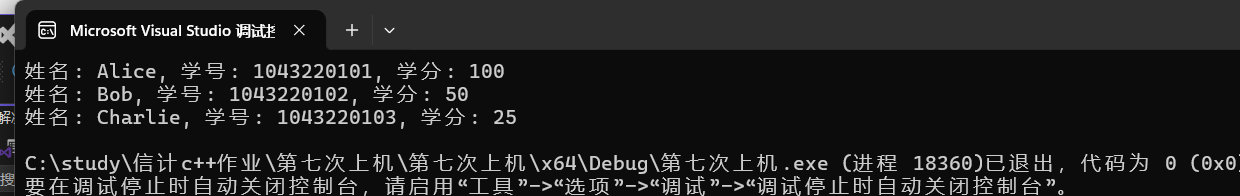 Microsoft Visual Studio 调试
姓名: Alice, 学号: 1043220101, 学分: 100
姓名: Bob, 学号: 1043220102, 学分: 50
姓名: Charlie, 学号: 1043220103, 学分: 25
C:\study\信计c++作业\第七次上机\第七次上机\x64\Debug\第七次上机.exe (进程 18360)已退出，代码为 0 (0x0)
要在调试停止时自动关闭控制台，请启用“工具”->“选项”->“调试”->“调试停止时自动关闭控制台”。
搜